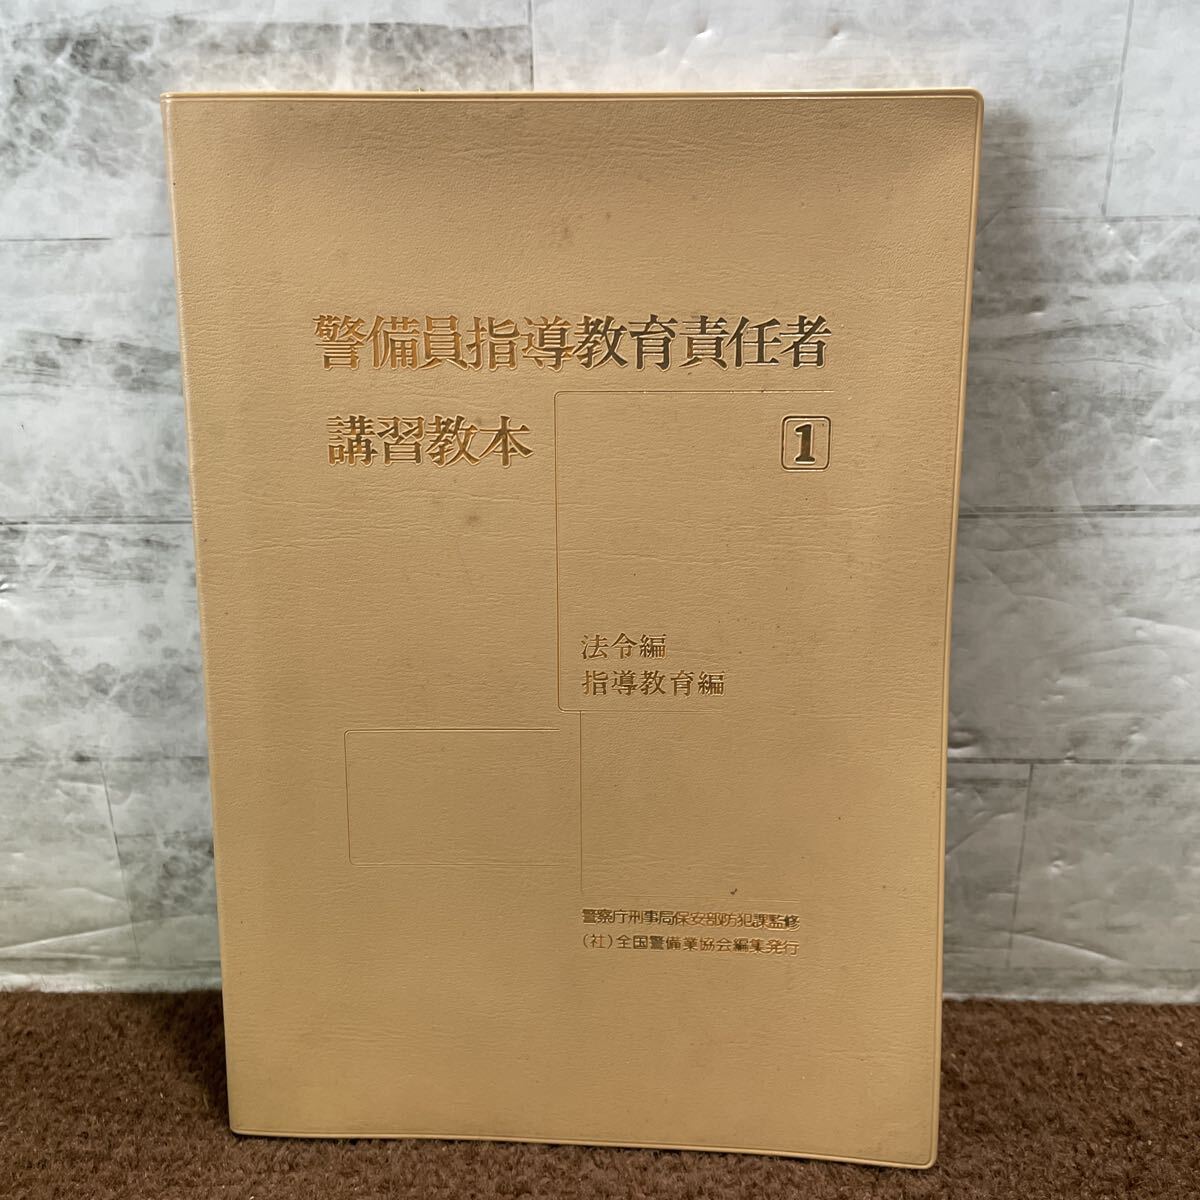 警備員指導教育責任者
講習教本 1
法令編
指導教育編
警察庁刑事局保安部防犯課監修
(社)全国警備業協会編集発行